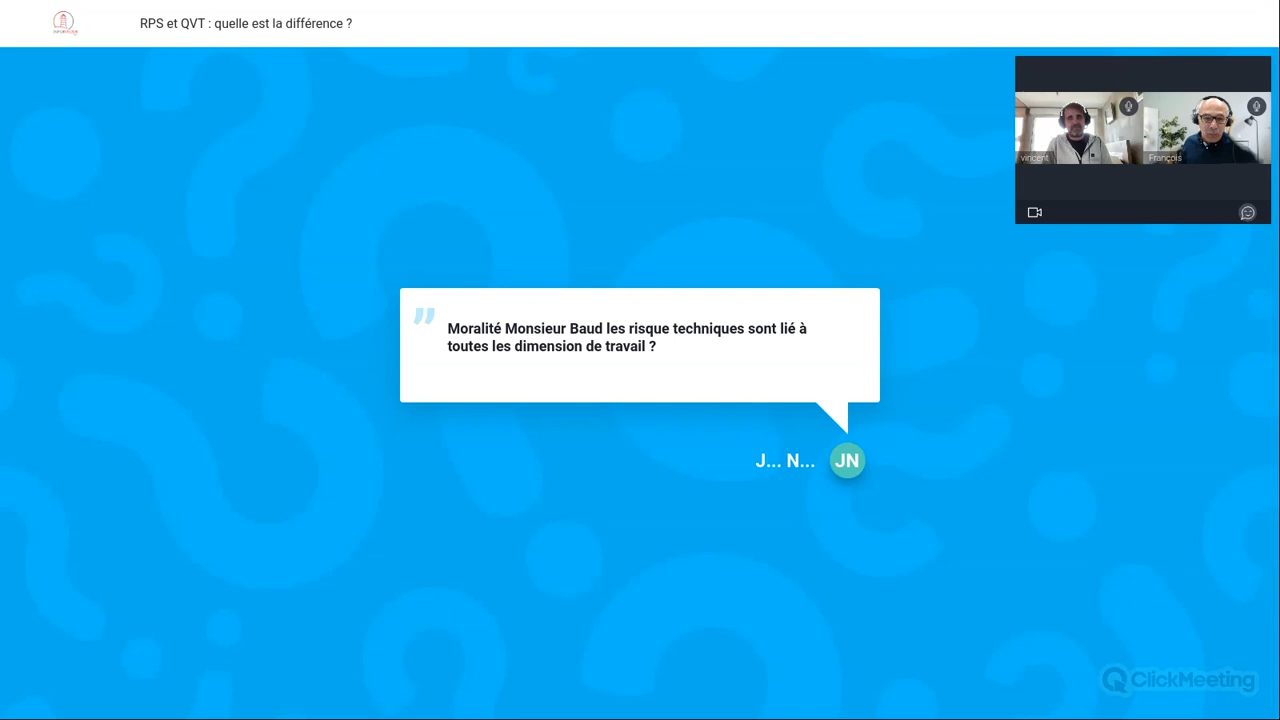 RPS et QVT : quelle est la différence ?
vincent
François
Moralité Monsieur Baud les risque techniques sont lié à
toutes les dimension de travail ?
J... N...
JN
ClickMeeting